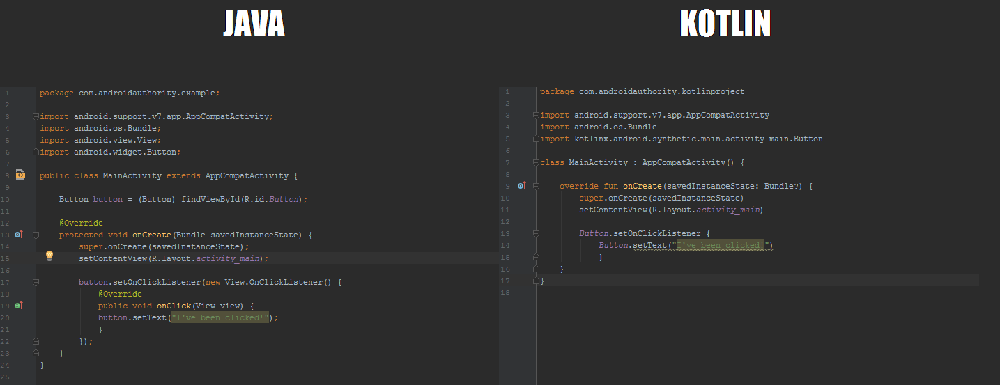 JAVA
1 package com.androidauthority.example;
2
3 import android.support.v7.app.AppCompatActivity;
4 import android.os.Bundle;
5 import android.view.View;
6 import android.widget.Button;
7
8 public class MainActivity extends AppCompatActivity {
9
10 Button button = (Button) findViewById(R.id.Button);
11
12 @Override
13 protected void onCreate(Bundle savedInstanceState) {
14 super.onCreate(savedInstanceState);
15 setContentView(R.layout.activity_main);
16
17 button.setOnClickListener(new View.OnClickListener() {
18 @Override
19 public void onClick(View view) {
20 button.setText("I've been clicked!");
21 }
22 });
23 }
24 }
25
KOTLIN
1 package com.androidauthority.kotlinproject
2
3 import android.support.v7.app.AppCompatActivity
4 import android.os.Bundle
5 import kotlinx.android.synthetic.main.activity_main.Button
6
7 class MainActivity : AppCompatActivity() {
8
9 override fun onCreate(savedInstanceState: Bundle?) {
10 super.onCreate(savedInstanceState)
11 setContentView(R.layout.activity_main)
12
13 Button.setOnClickListener {
14 Button.setText("I've been clicked!")
15 }
16 }
17 }
18